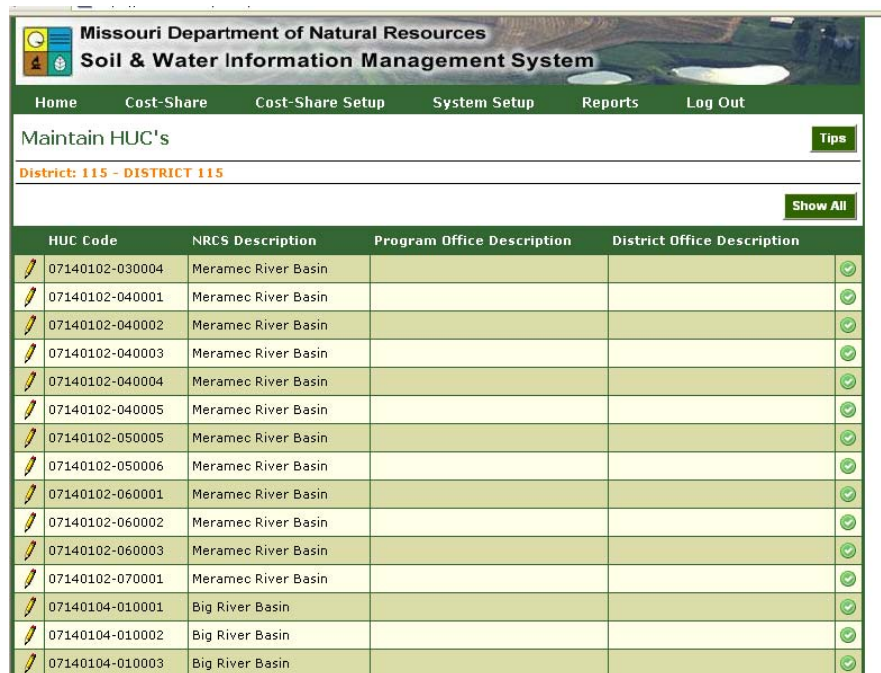 Missouri Department of Natural Resources
Soil & Water Information Management System
Home Cost-Share Cost-Share Setup System Setup Reports Log Out
Maintain HUC's Tips
District: 115 - DISTRICT 115
Show All
HUC Code NRCS Description Program Office Description District Office Description
07140102-030004 Meramec River Basin
07140102-040001 Meramec River Basin
07140102-040002 Meramec River Basin
07140102-040003 Meramec River Basin
07140102-040004 Meramec River Basin
07140102-040005 Meramec River Basin
07140102-050005 Meramec River Basin
07140102-050006 Meramec River Basin
07140102-060001 Meramec River Basin
07140102-060002 Meramec River Basin
07140102-060003 Meramec River Basin
07140102-070001 Meramec River Basin
07140104-010001 Big River Basin
07140104-010002 Big River Basin
07140104-010003 Big River Basin